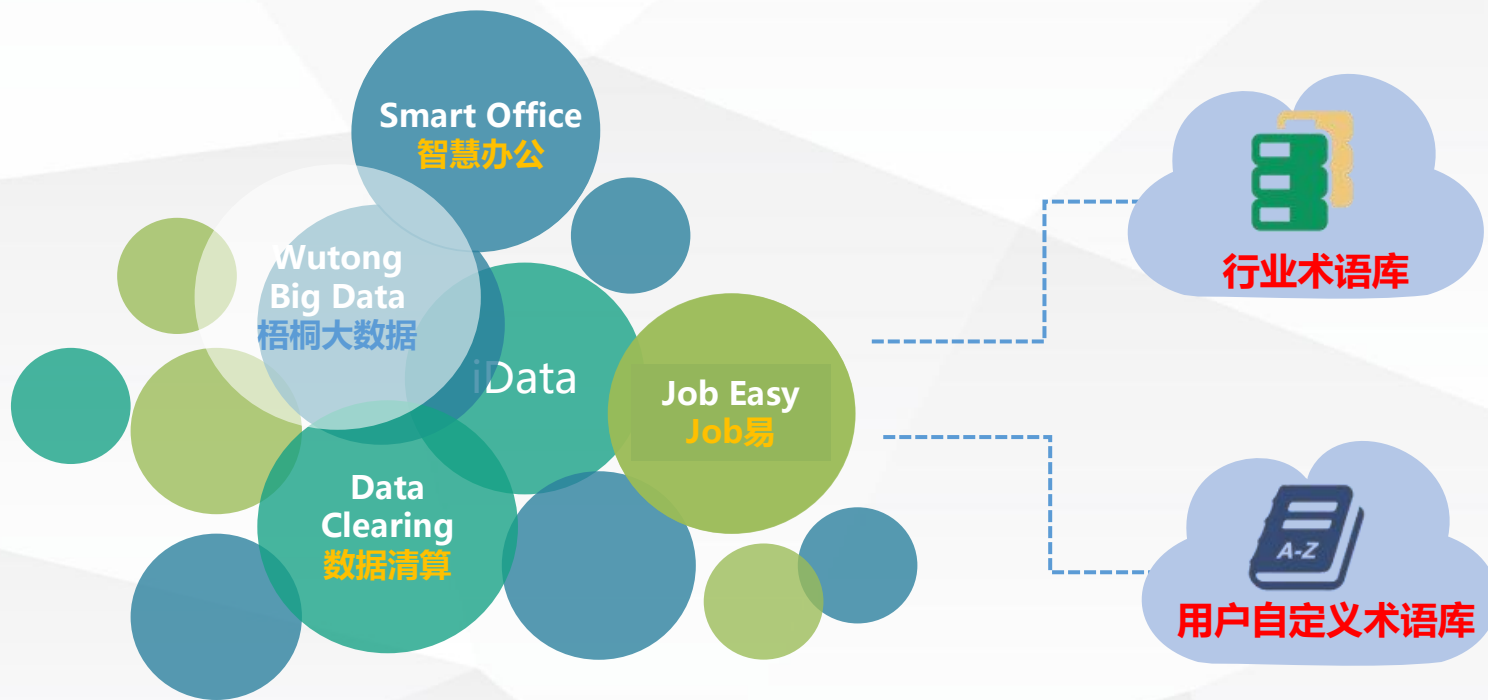 Smart Office
智慧办公
Wutong
Big Data
梧桐大数据
iData
Job Easy
Job易
Data
Clearing
数据清算
行业术语库
A-Z
用户自定义术语库